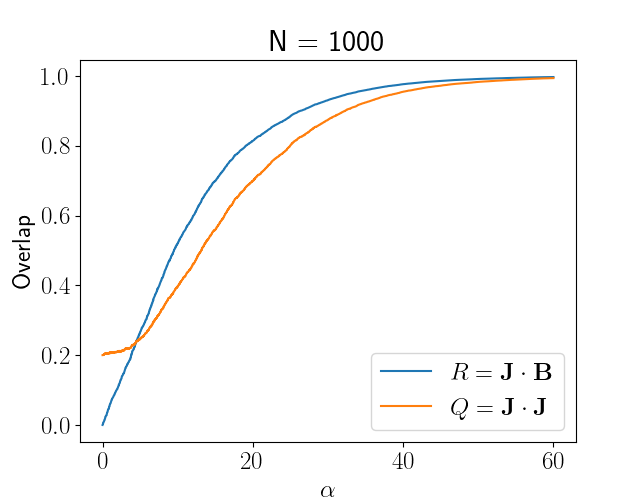 N = 1000
Overlap
1.0
0.8
0.6
0.4
0.2
0.0
0 20 40 60
α
R = J · B
Q = J · J